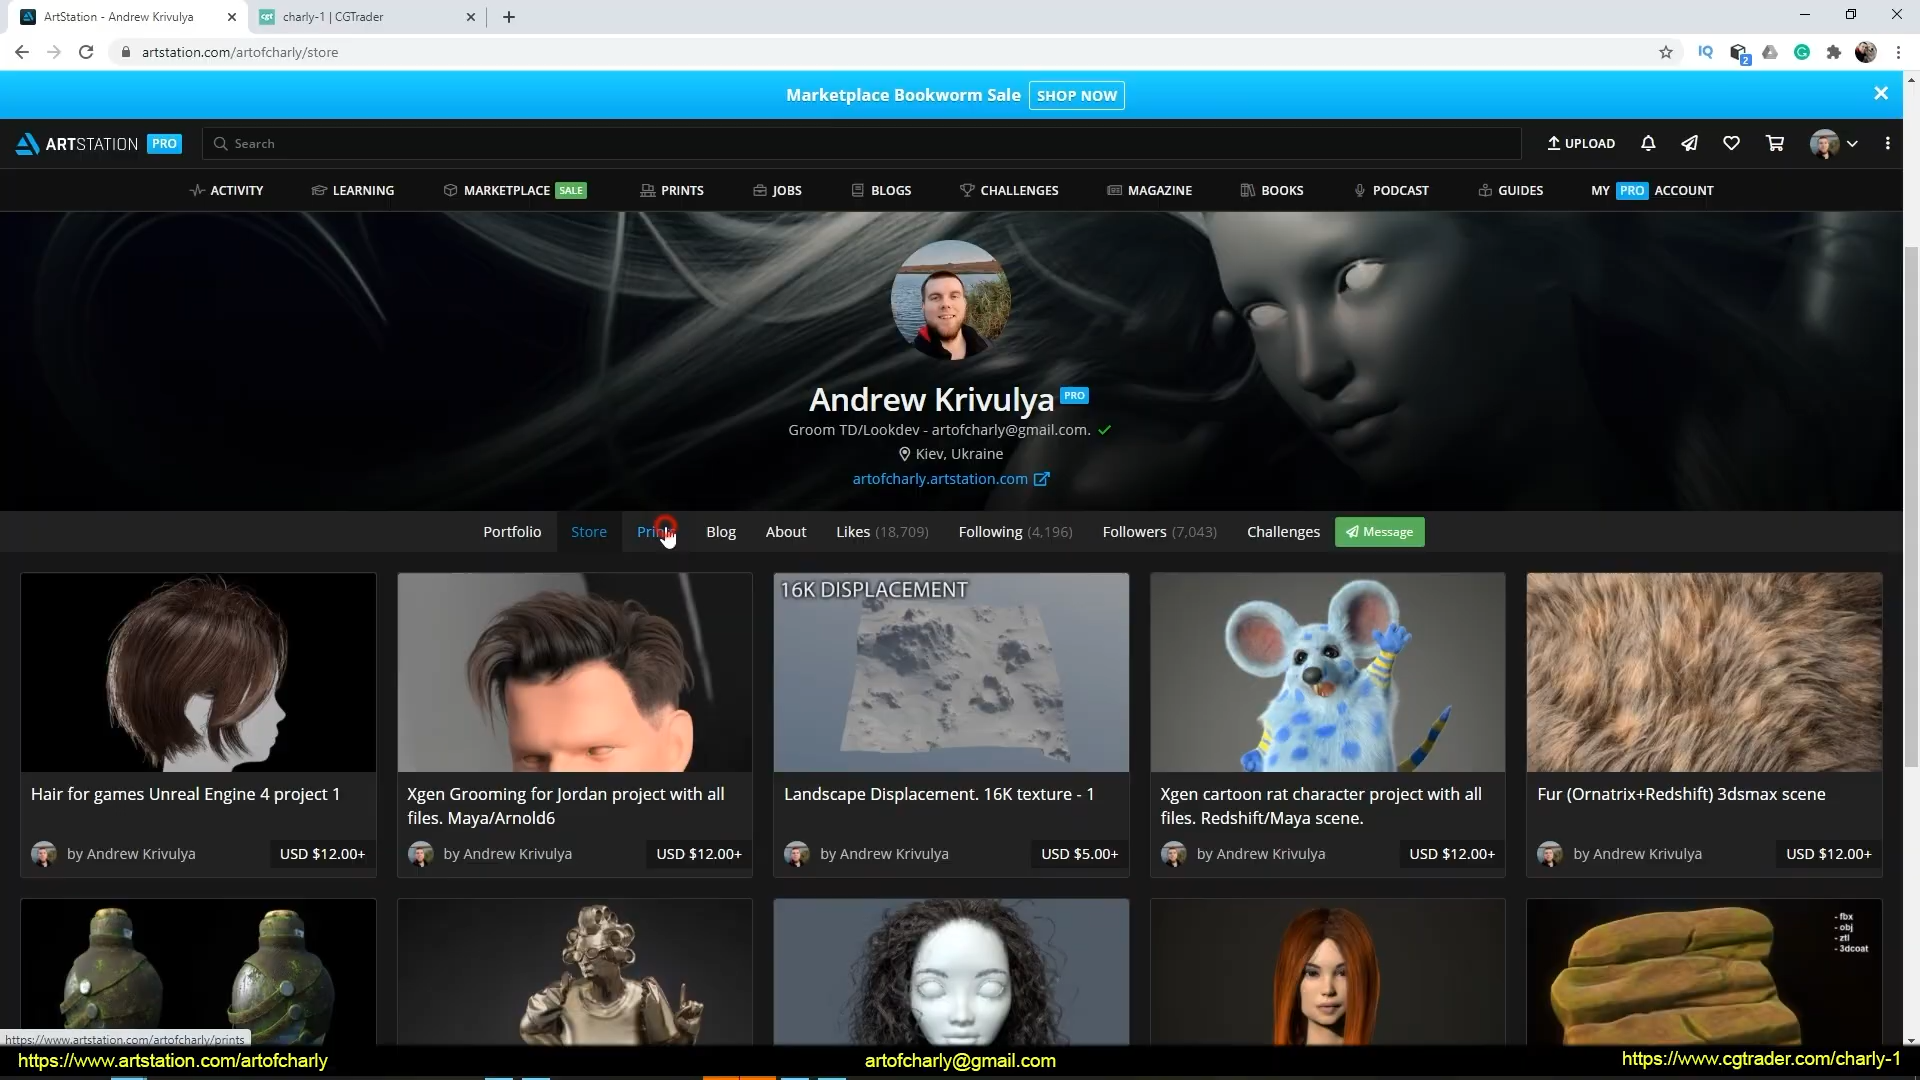 ArtStation - Andrew Krivulya
charly-1 | CGTrader
artstation.com/artofcharly/store
2
Marketplace Bookworm Sale SHOP NOW
ARTSTATION PRO
Search
UPLOAD
ACTIVITY LEARNING MARKETPLACE SALE PRINTS JOBS BLOGS CHALLENGES MAGAZINE BOOKS PODCAST GUIDES MY PRO ACCOUNT
Andrew Krivulya PRO
Groom TD/Lookdev - artofcharly@gmail.com.
Kiev, Ukraine
artofcharly.artstation.com
Portfolio Store Prints Blog About Likes (18,709) Following (4,196) Followers (7,043) Challenges Message
16K DISPLACEMENT
Hair for games Unreal Engine 4 project 1
by Andrew Krivulya USD $12.00+
Xgen Grooming for Jordan project with all
files. Maya/Arnold6
by Andrew Krivulya USD $12.00+
Landscape Displacement. 16K texture - 1
by Andrew Krivulya USD $5.00+
Xgen cartoon rat character project with all
files. Redshift/Maya scene.
by Andrew Krivulya USD $12.00+
Fur (Ornatrix+Redshift) 3dsmax scene
by Andrew Krivulya USD $12.00+
- fbx
- obj
- ztl
- 3dcoat
https://www.artstation.com/artofcharly/prints
https://www.artstation.com/artofcharly
artofcharly@gmail.com
https://www.cgtrader.com/charly-1